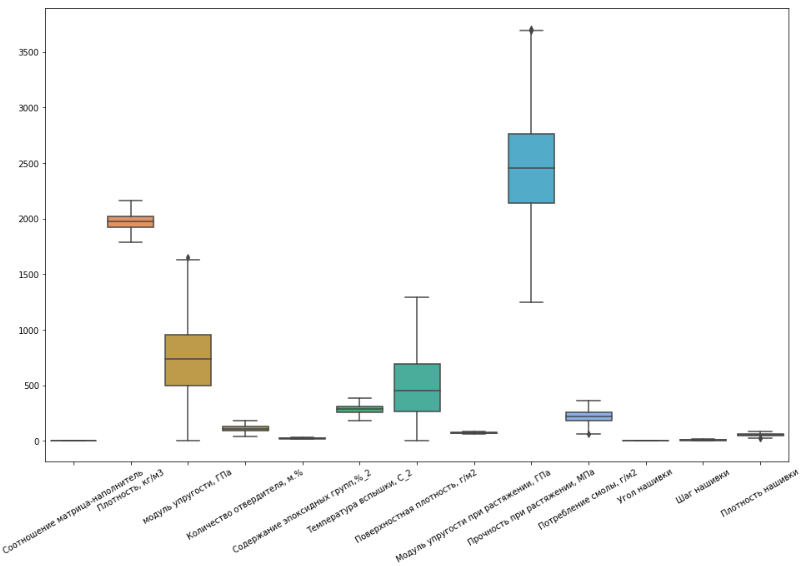 3500
3000
2500
2000
1500
1000
500
0
Соотношение матрица-наполнитель
Плотность, кг/м3
модуль упругости, ГПа
Количество отвердителя, м.%
Содержание эпоксидных групп,%_2
Температура вспышки, С_2
Поверхностная плотность, г/м2
Модуль упругости при растяжении, ГПа
Прочность при растяжении, МПа
Потребление смолы, г/м2
Угол нашивки
Шаг нашивки
Плотность нашивки